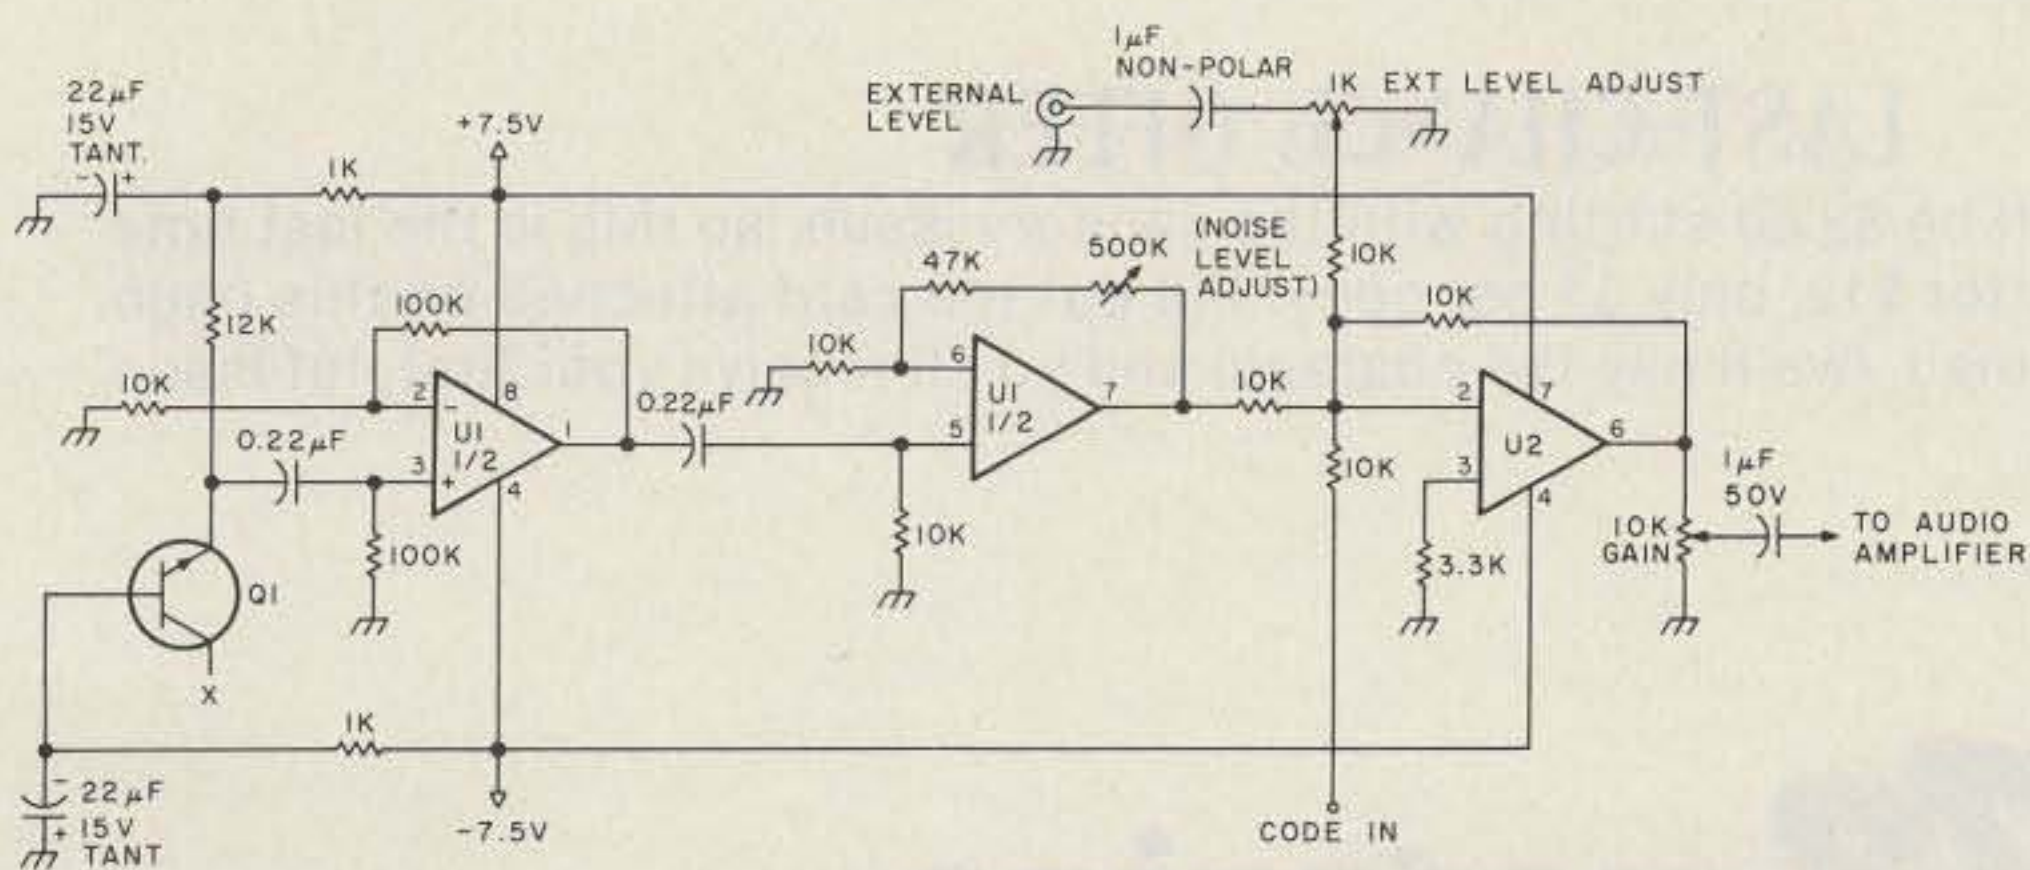 22µF
15V
TANT.
- +
1K
+7.5V
EXTERNAL
LEVEL
1µF
NON-POLAR
1K EXT LEVEL ADJUST
12K
100K
10K
0.22µF
2
-
8
U1
1/2
1
3
+
4
100K
Q1
X
0.22µF
10K
47K
500K
(NOISE
LEVEL
ADJUST)
6
U1
1/2
7
5
10K
10K
10K
10K
10K
2
7
U2
6
3
4
3.3K
10K
GAIN
1µF
50V
TO AUDIO
AMPLIFIER
1K
-
22µF
+
15V
TANT
-7.5V
CODE IN